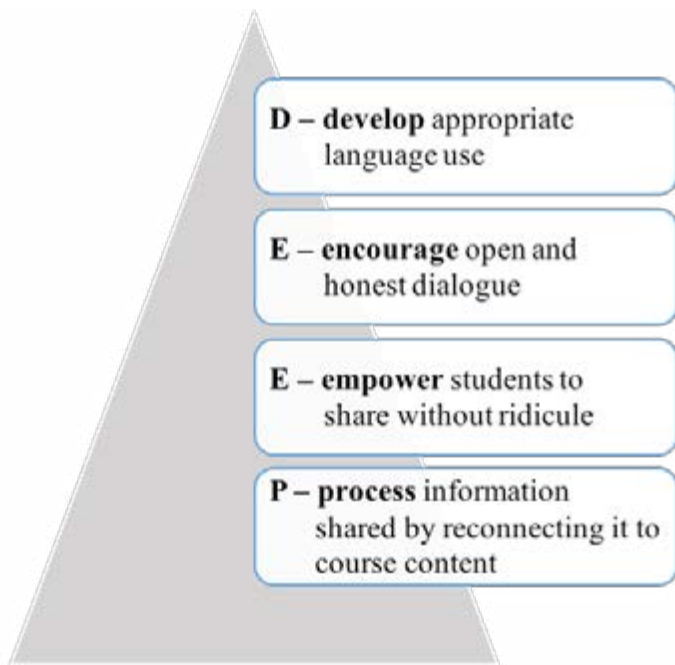 D – develop appropriate
language use
E – encourage open and
honest dialogue
E – empower students to
share without ridicule
P – process information
shared by reconnecting it to
course content